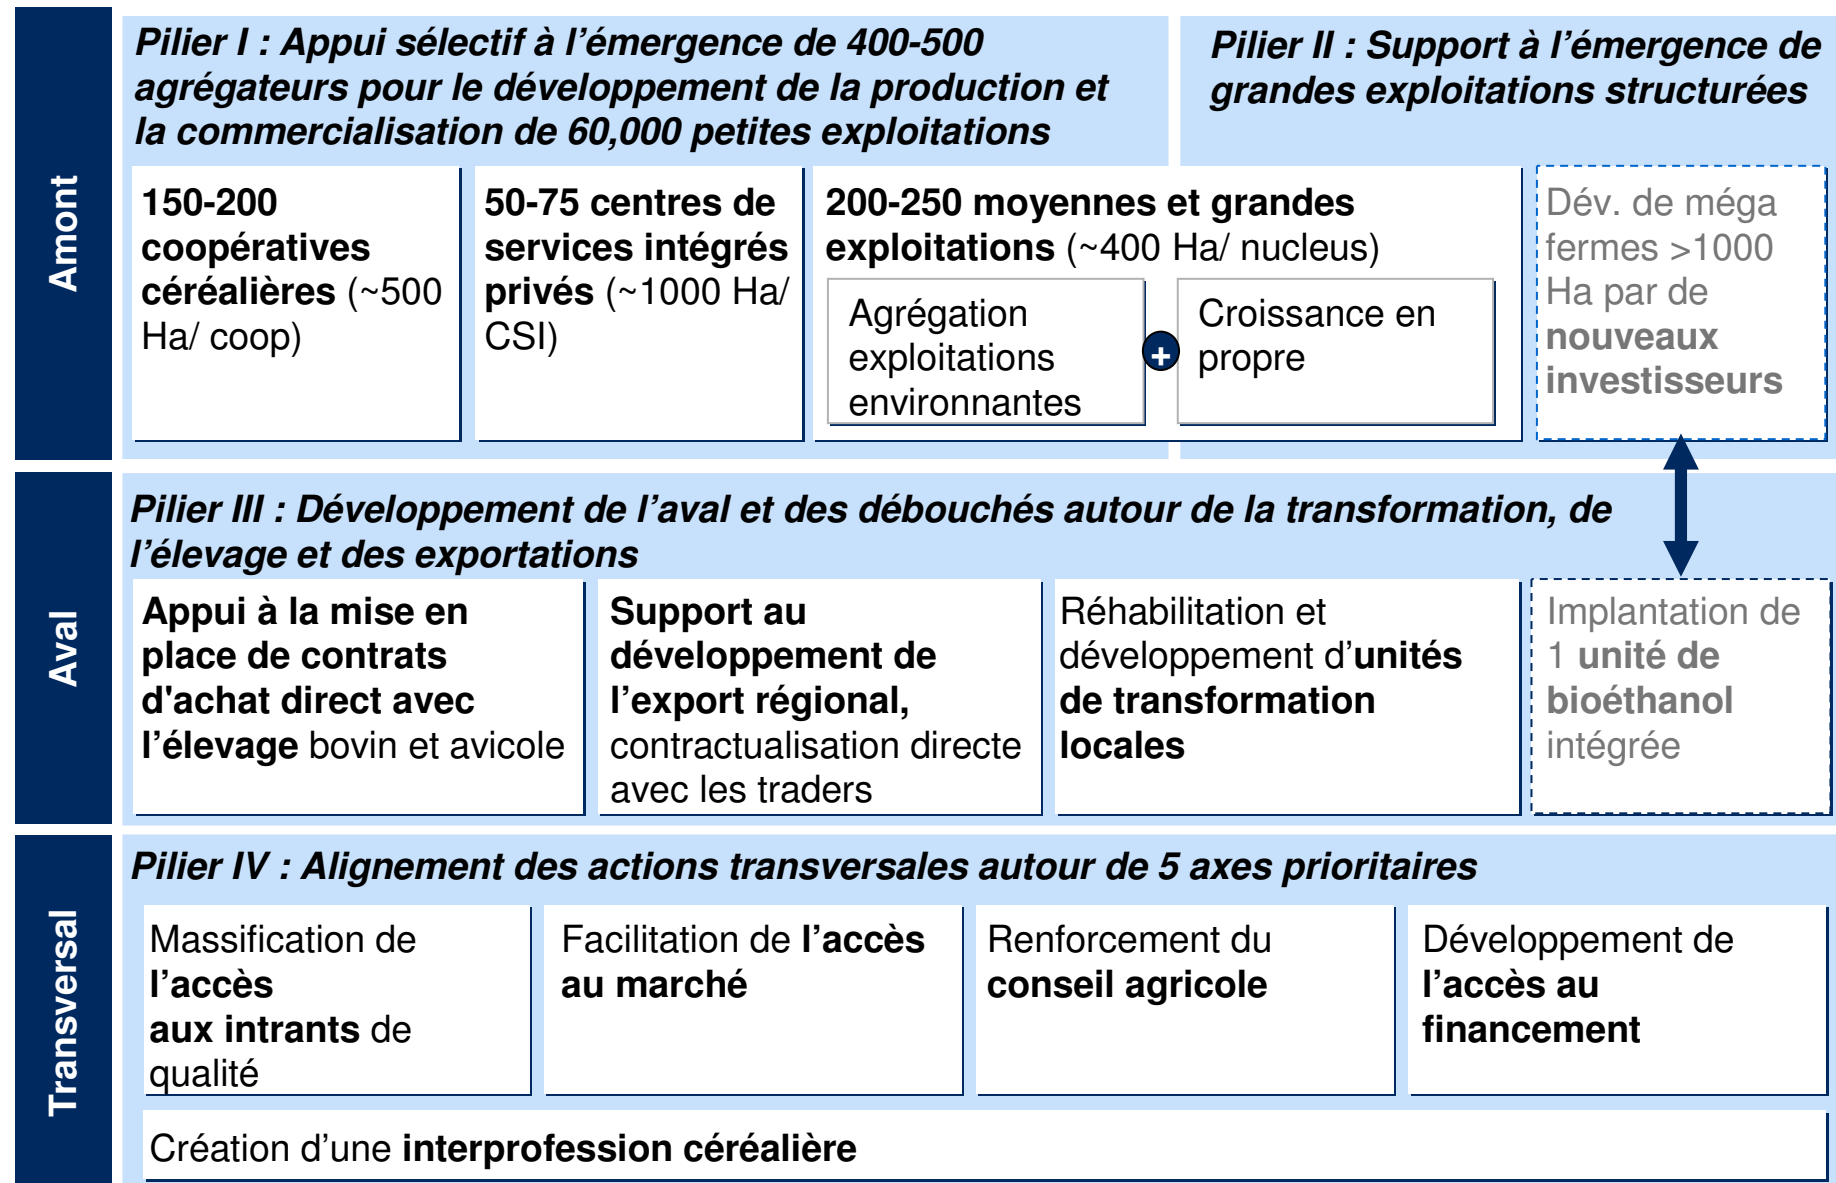 Amont
Pilier I : Appui sélectif à l’émergence de 400-500
agrégateurs pour le développement de la production et
la commercialisation de 60,000 petites exploitations
Pilier II : Support à l’émergence de
grandes exploitations structurées
150-200
coopératives
céréalières (~500
Ha/ coop)
50-75 centres de
services intégrés
privés (~1000 Ha/
CSI)
200-250 moyennes et grandes
exploitations (~400 Ha/ nucleus)
Agrégation
exploitations
environnantes
+
Croissance en
propre
Dév. de méga
fermes >1000
Ha par de
nouveaux
investisseurs
Aval
Pilier III : Développement de l’aval et des débouchés autour de la transformation, de
l’élevage et des exportations
Appui à la mise en
place de contrats
d'achat direct avec
l’élevage bovin et avicole
Support au
développement de
l’export régional,
contractualisation directe
avec les traders
Réhabilitation et
développement d’unités
de transformation
locales
Implantation de
1 unité de
bioéthanol
intégrée
Transversal
Pilier IV : Alignement des actions transversales autour de 5 axes prioritaires
Massification de
l’accès
aux intrants de
qualité
Facilitation de l’accès
au marché
Renforcement du
conseil agricole
Développement de
l’accès au
financement
Création d’une interprofession céréalière